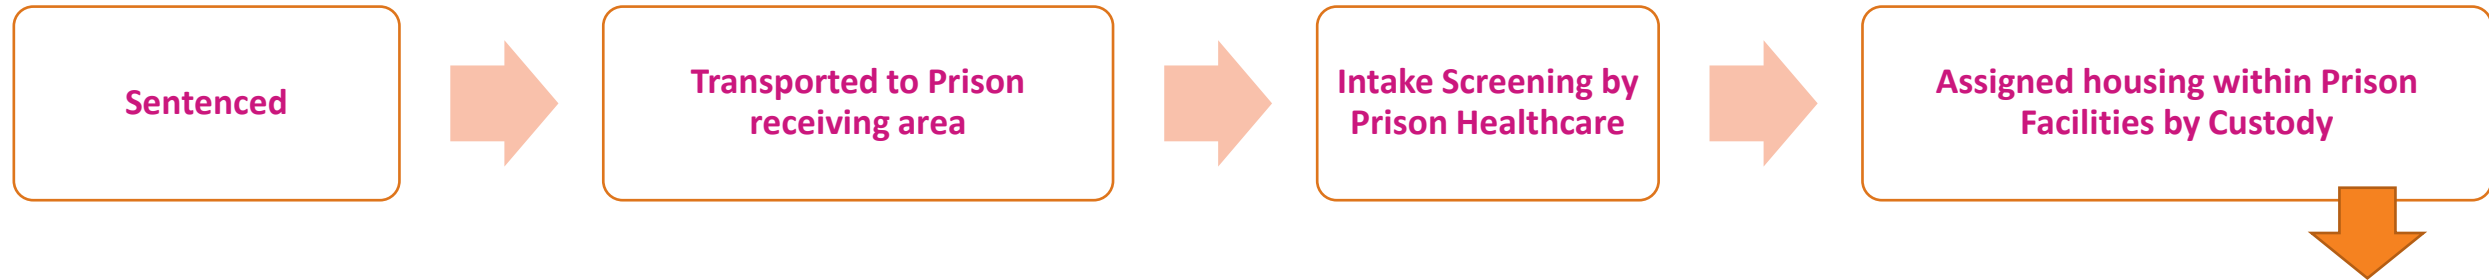 Sentenced
Transported to Prison
receiving area
Intake Screening by
Prison Healthcare
Assigned housing within Prison
Facilities by Custody